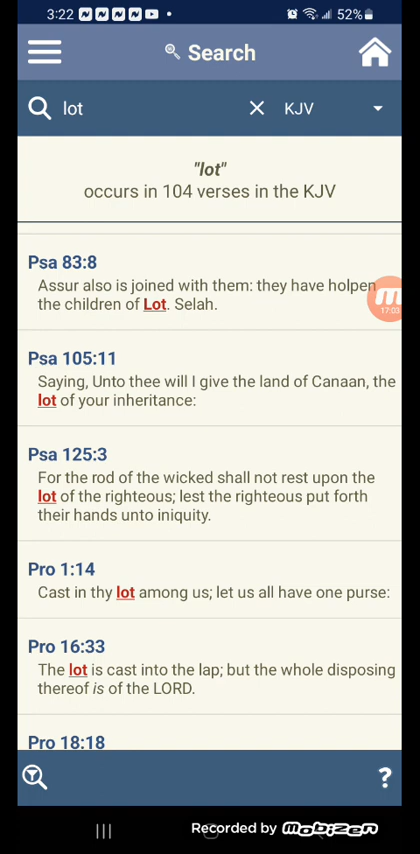 3:22 52%
Search
lot KJV
"lot"
occurs in 104 verses in the KJV
Psa 83:8
Assur also is joined with them: they have holpen
the children of Lot. Selah.
17:03
Psa 105:11
Saying, Unto thee will I give the land of Canaan, the
lot of your inheritance:
Psa 125:3
For the rod of the wicked shall not rest upon the
lot of the righteous; lest the righteous put forth
their hands unto iniquity.
Pro 1:14
Cast in thy lot among us; let us all have one purse:
Pro 16:33
The lot is cast into the lap; but the whole disposing
thereof is of the LORD.
Pro 18:18
?
Recorded by mobizen